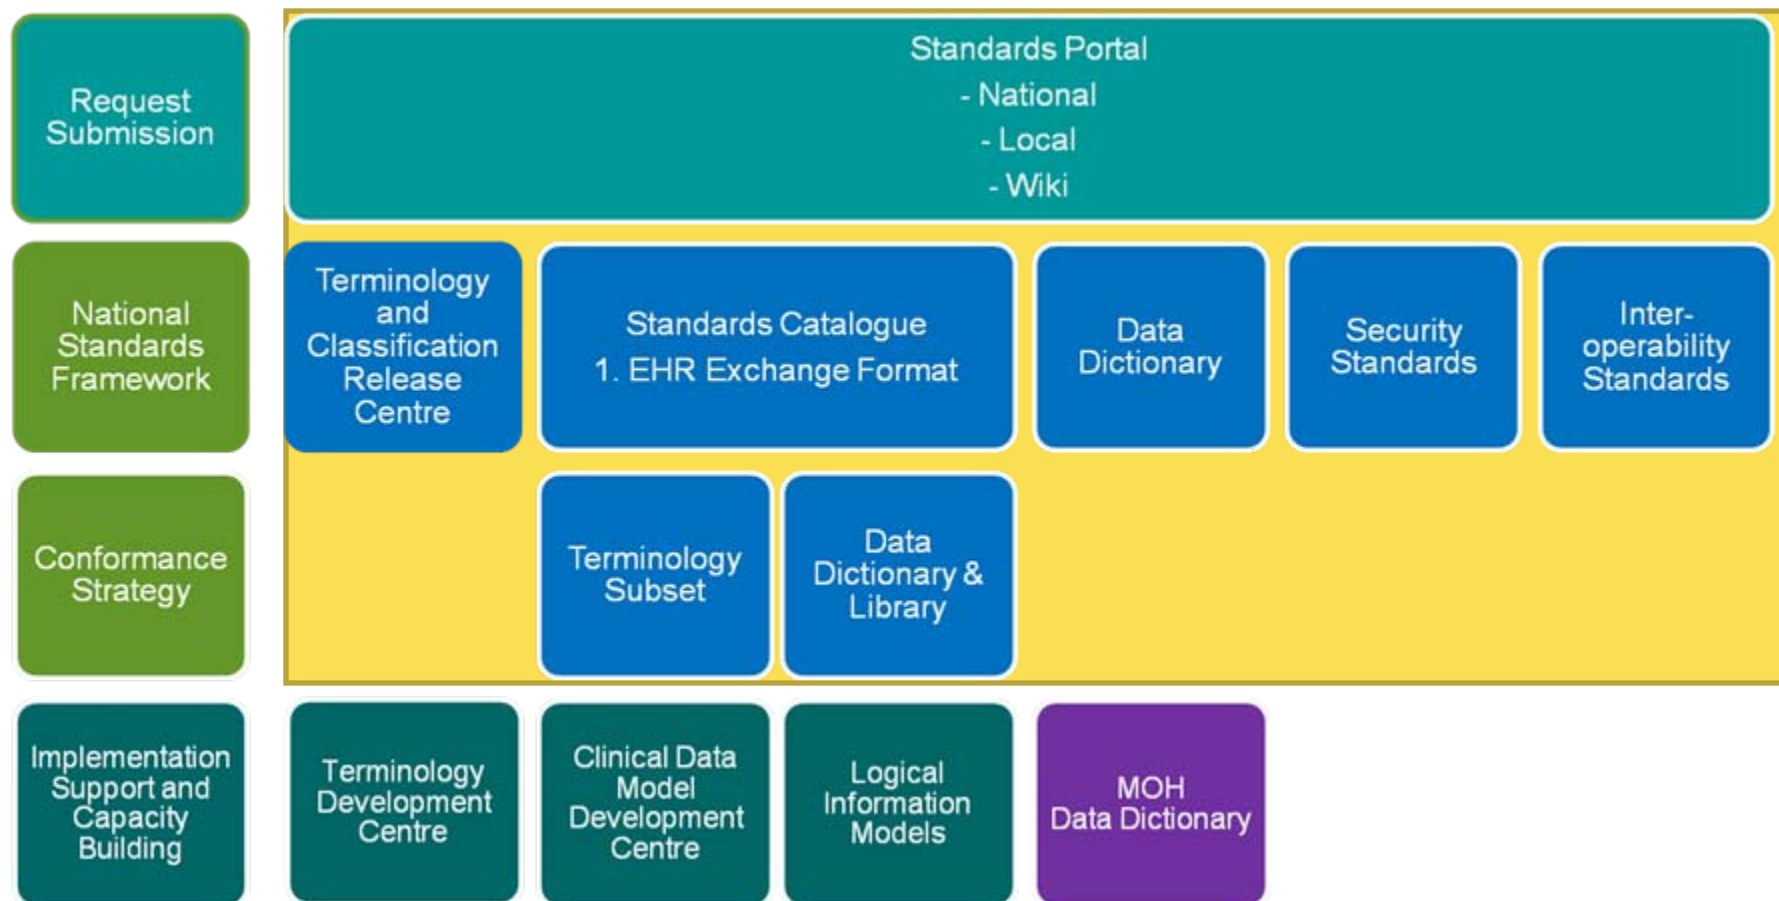 Request
Submission
Standards Portal
- National
- Local
- Wiki
National
Standards
Framework
Terminology
and
Classification
Release
Centre
Standards Catalogue
1. EHR Exchange Format
Data
Dictionary
Security
Standards
Inter-
operability
Standards
Conformance
Strategy
Terminology
Subset
Data
Dictionary &
Library
Implementation
Support and
Capacity
Building
Terminology
Development
Centre
Clinical Data
Model
Development
Centre
Logical
Information
Models
MOH
Data Dictionary